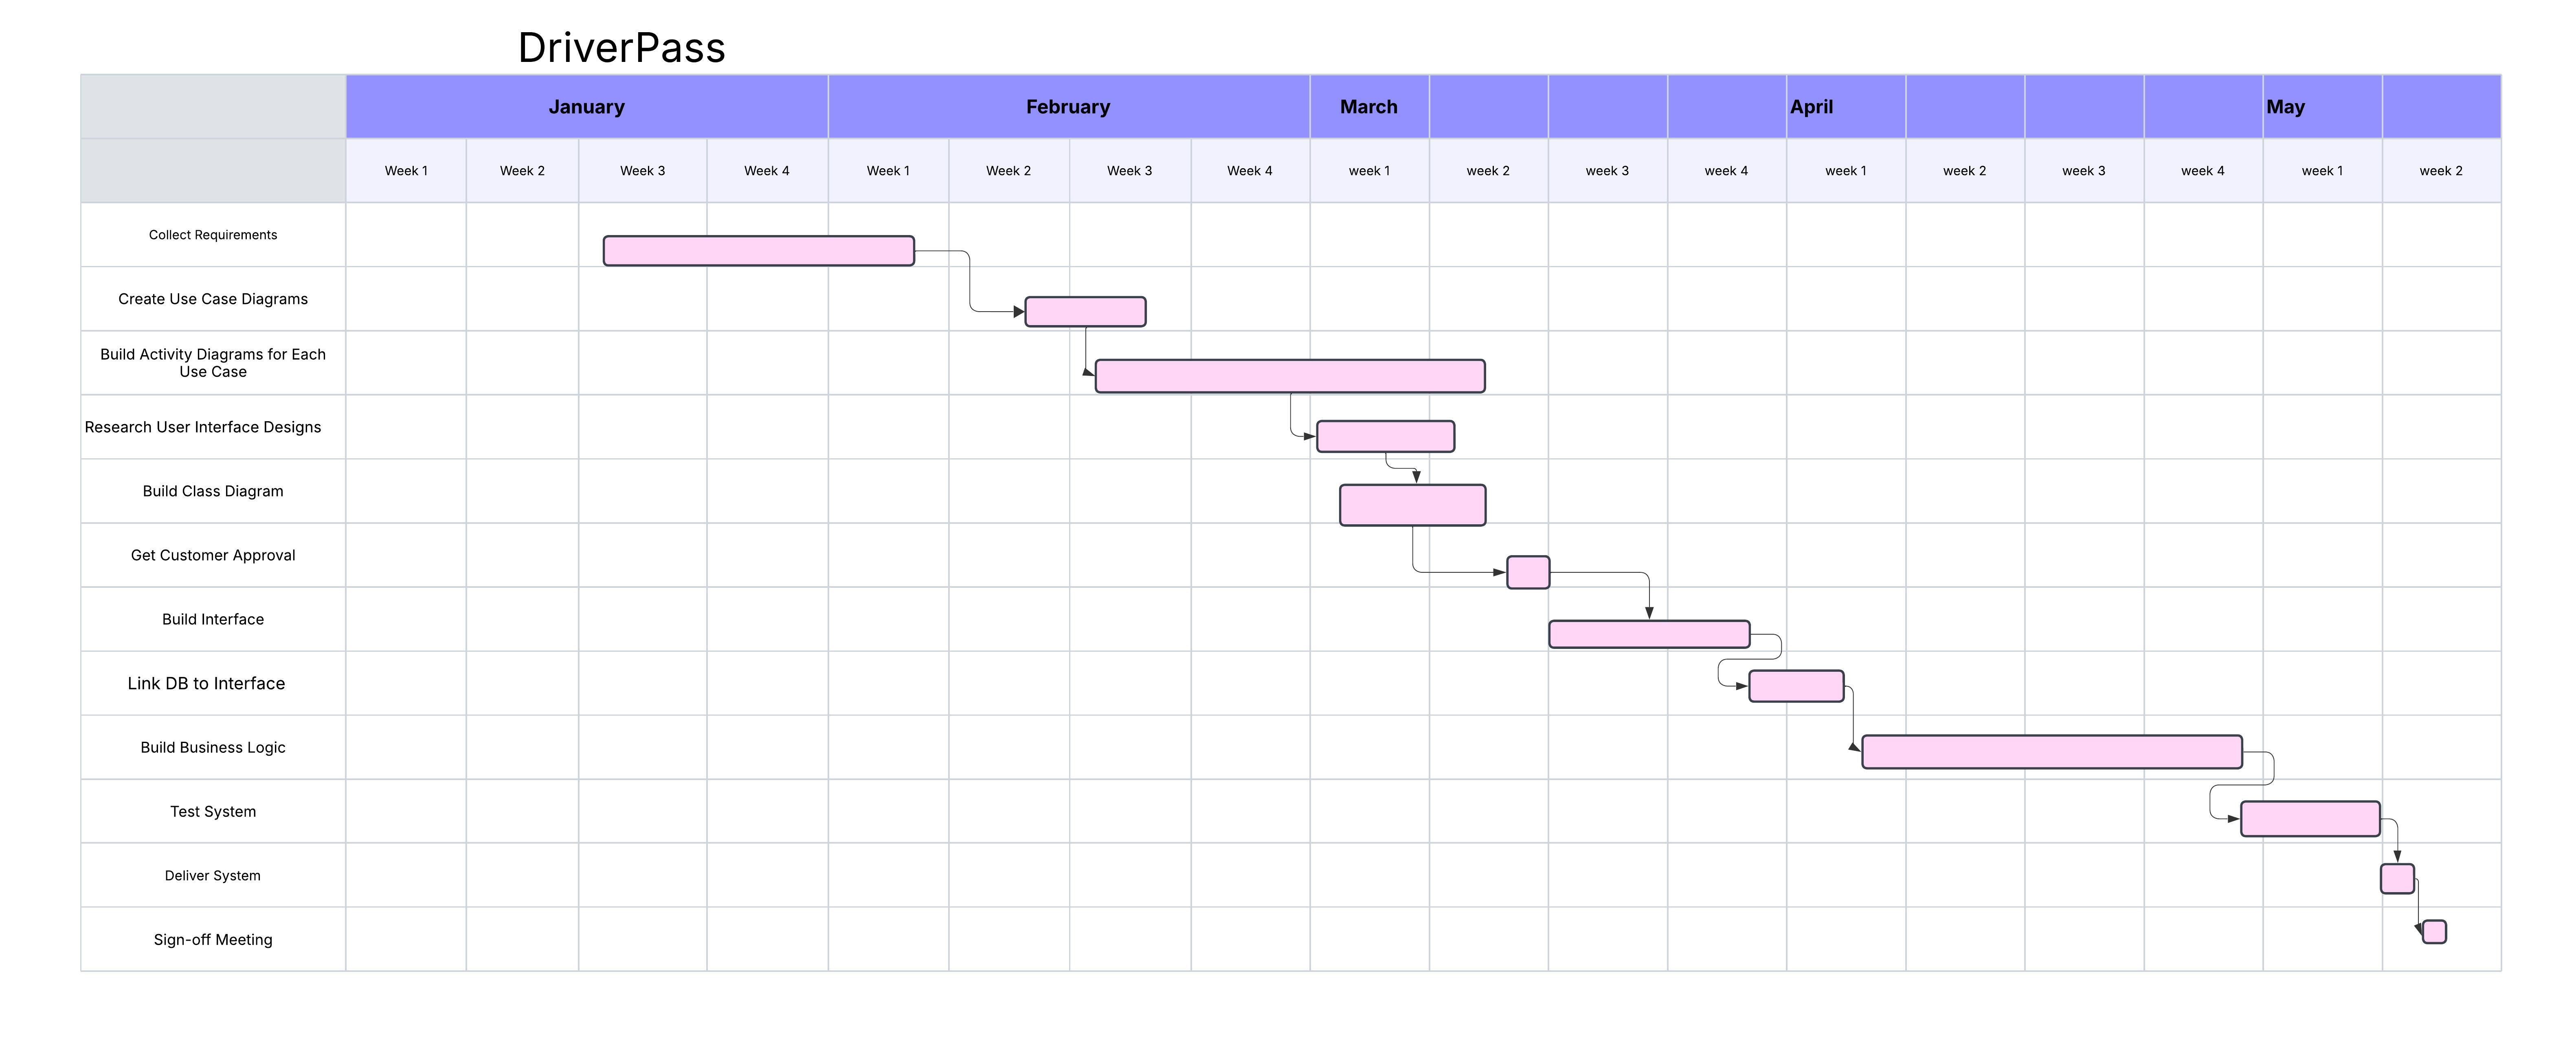 DriverPass
January February March April May
Week 1 Week 2 Week 3 Week 4 Week 1 Week 2 Week 3 Week 4 week 1 week 2 week 3 week 4 week 1 week 2 week 3 week 4 week 1 week 2
Collect Requirements
Create Use Case Diagrams
Build Activity Diagrams for Each
Use Case
Research User Interface Designs
Build Class Diagram
Get Customer Approval
Build Interface
Link DB to Interface
Build Business Logic
Test System
Deliver System
Sign-off Meeting